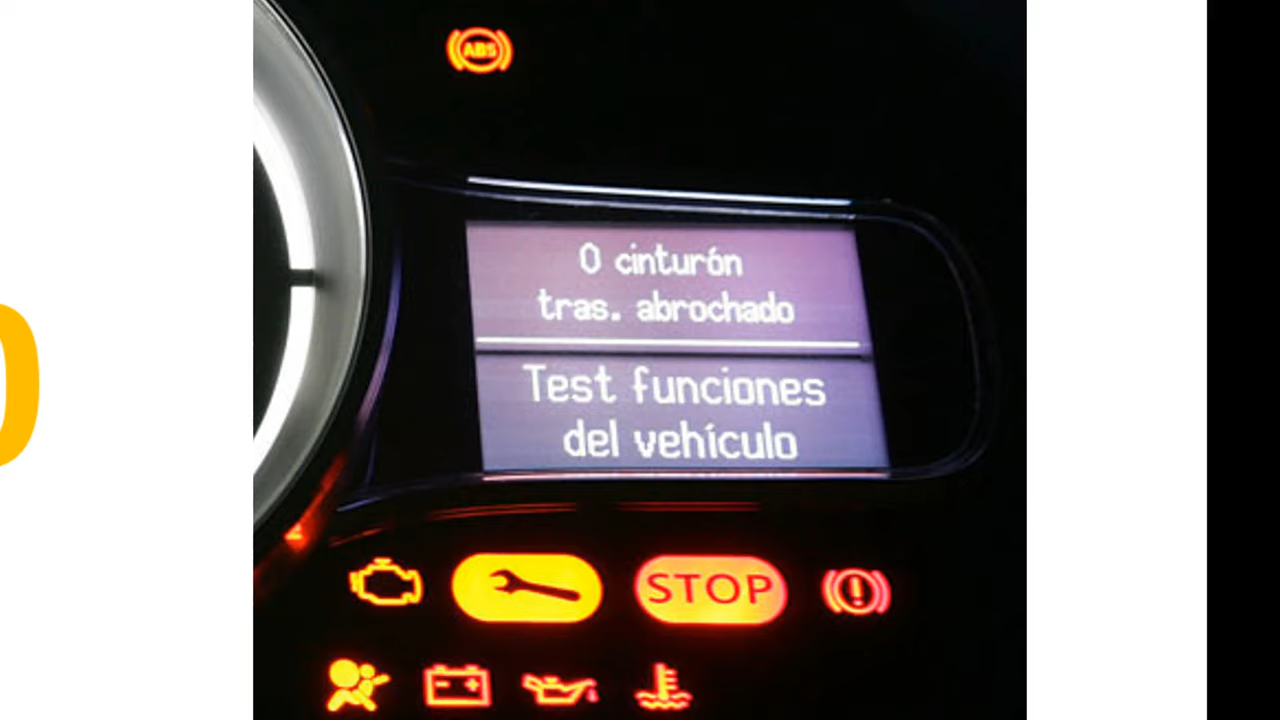 ABS
0 cinturón
tras. abrochado
Test funciones
del vehículo
STOP